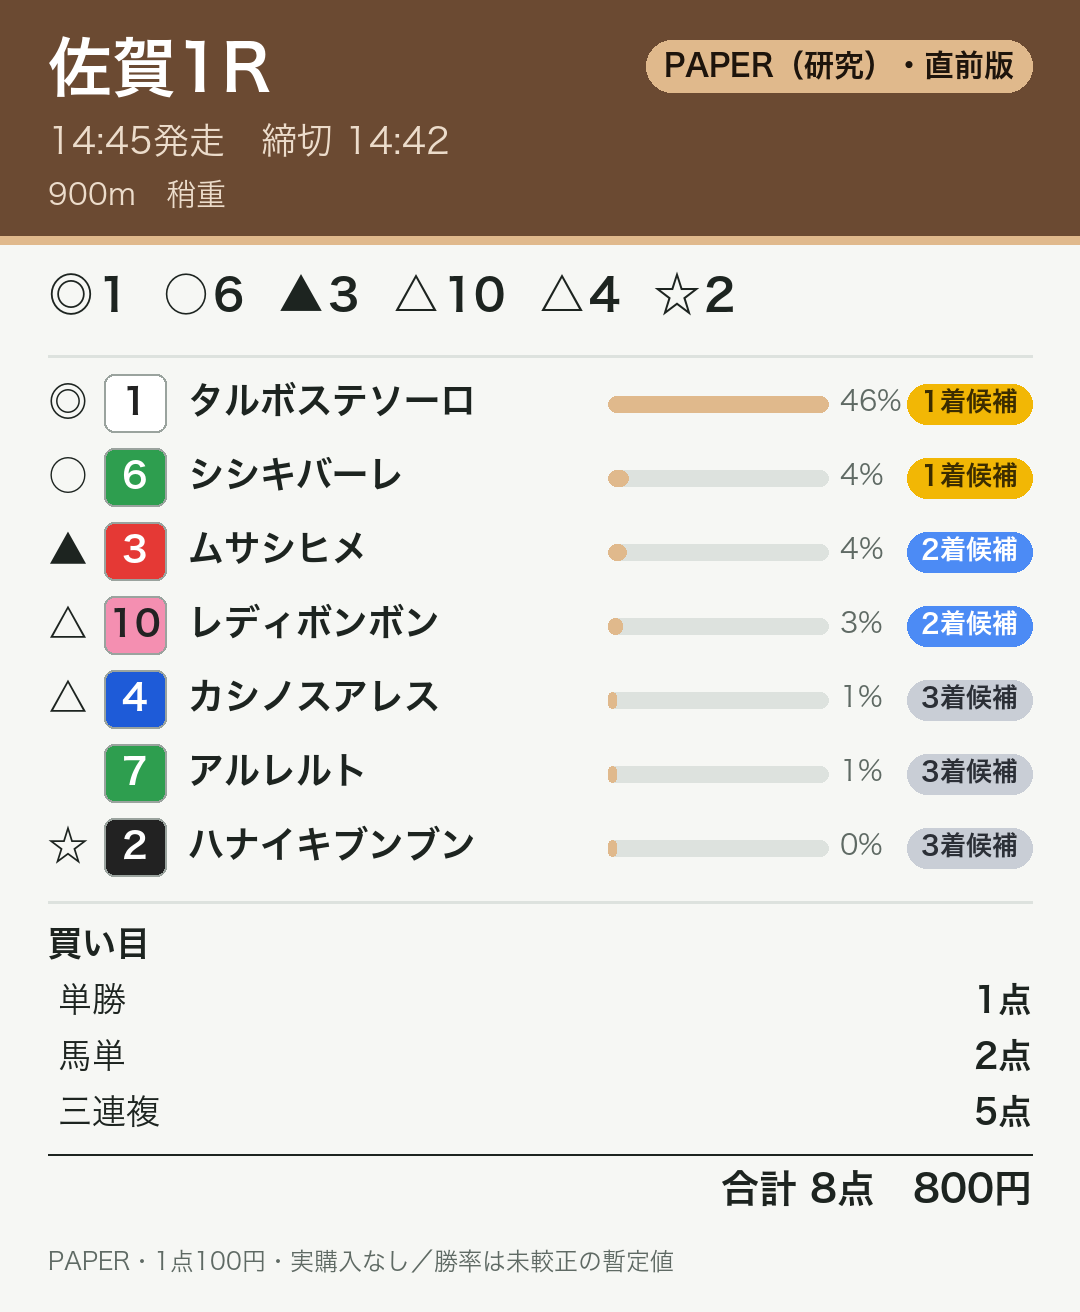 佐賀1R
PAPER（研究）・直前版
14:45発走　締切 14:42
900m　稍重
◎1 ○6 ▲3 △10 △4 ☆2
◎ 1 タルボステソーロ 46% 1着候補
○ 6 シシキバーレ 4% 1着候補
▲ 3 ムサシヒメ 4% 2着候補
△ 10 レディボンボン 3% 2着候補
△ 4 カシノスアレス 1% 3着候補
7 アルレルト 1% 3着候補
☆ 2 ハナイキブンブン 0% 3着候補
買い目
単勝 1点
馬単 2点
三連複 5点
合計 8点　800円
PAPER・1点100円・実購入なし／勝率は未較正の暫定値